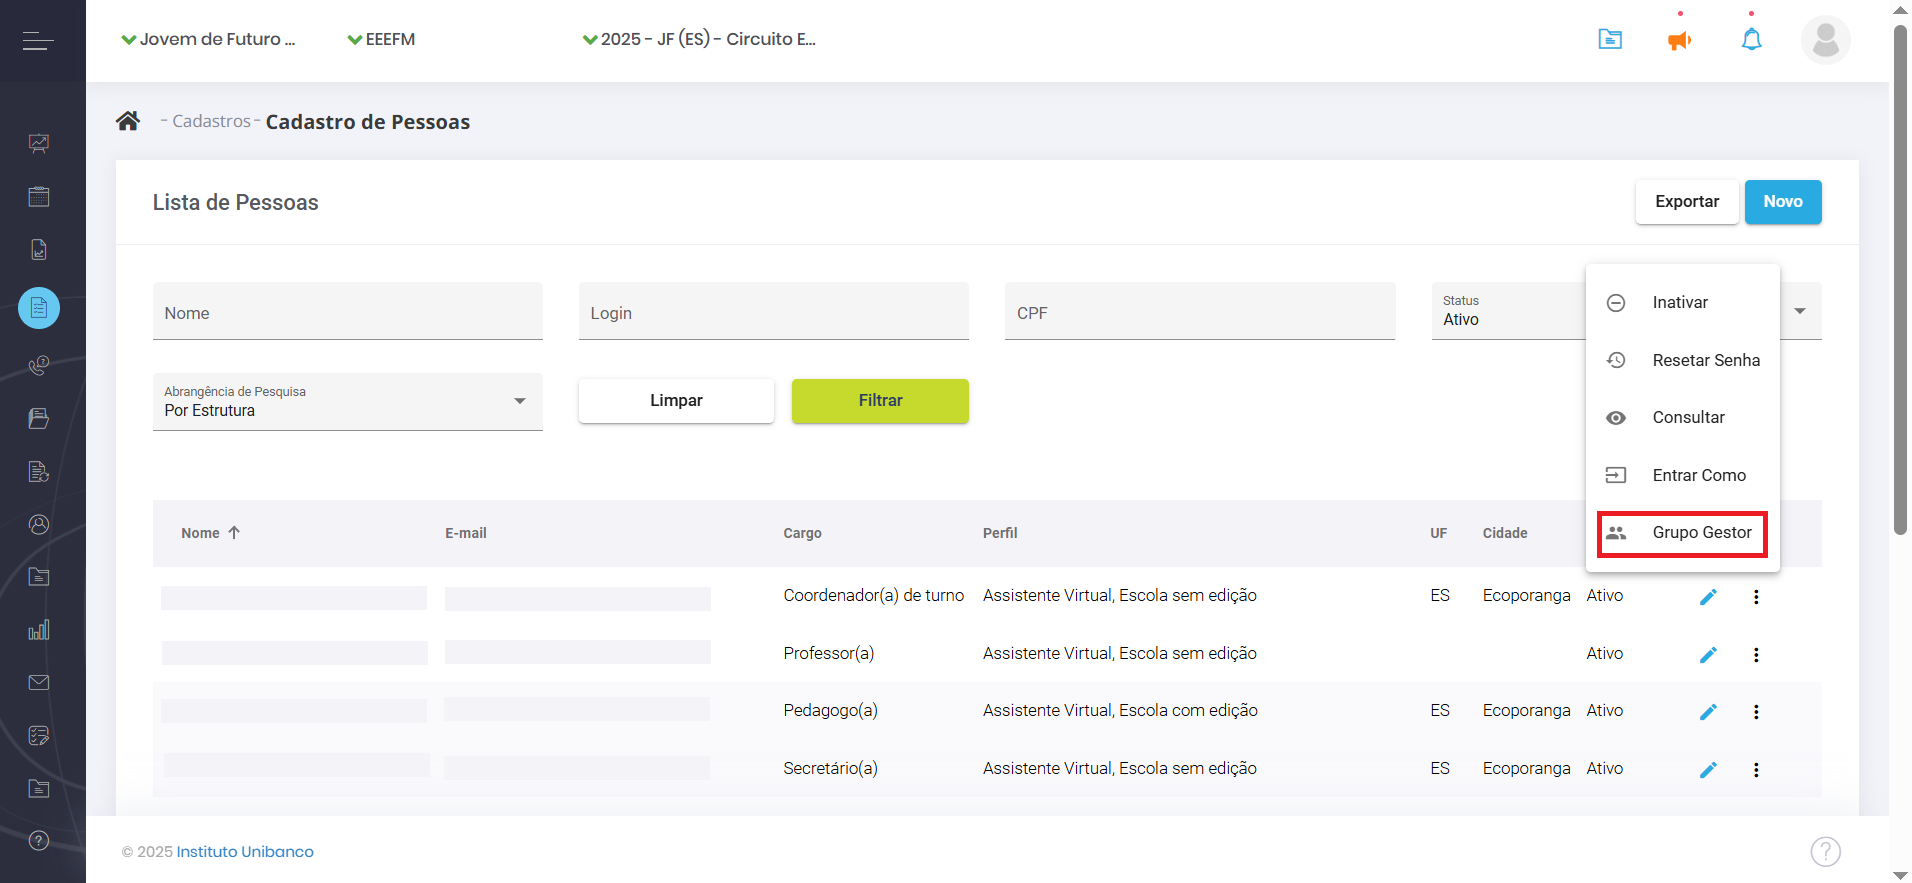 Jovem de Futuro ...
EEEFM
2025 - JF (ES) - Circuito E...
- Cadastros - Cadastro de Pessoas
Lista de Pessoas
Exportar
Novo
Nome
Login
CPF
Status
Ativo
Inativar
Resetar Senha
Consultar
Entrar Como
Grupo Gestor
Abrangência de Pesquisa
Por Estrutura
Limpar
Filtrar
Nome E-mail Cargo Perfil UF Cidade
Coordenador(a) de turno Assistente Virtual, Escola sem edição ES Ecoporanga Ativo
Professor(a) Assistente Virtual, Escola sem edição Ativo
Pedagogo(a) Assistente Virtual, Escola com edição ES Ecoporanga Ativo
Secretário(a) Assistente Virtual, Escola sem edição ES Ecoporanga Ativo
© 2025 Instituto Unibanco